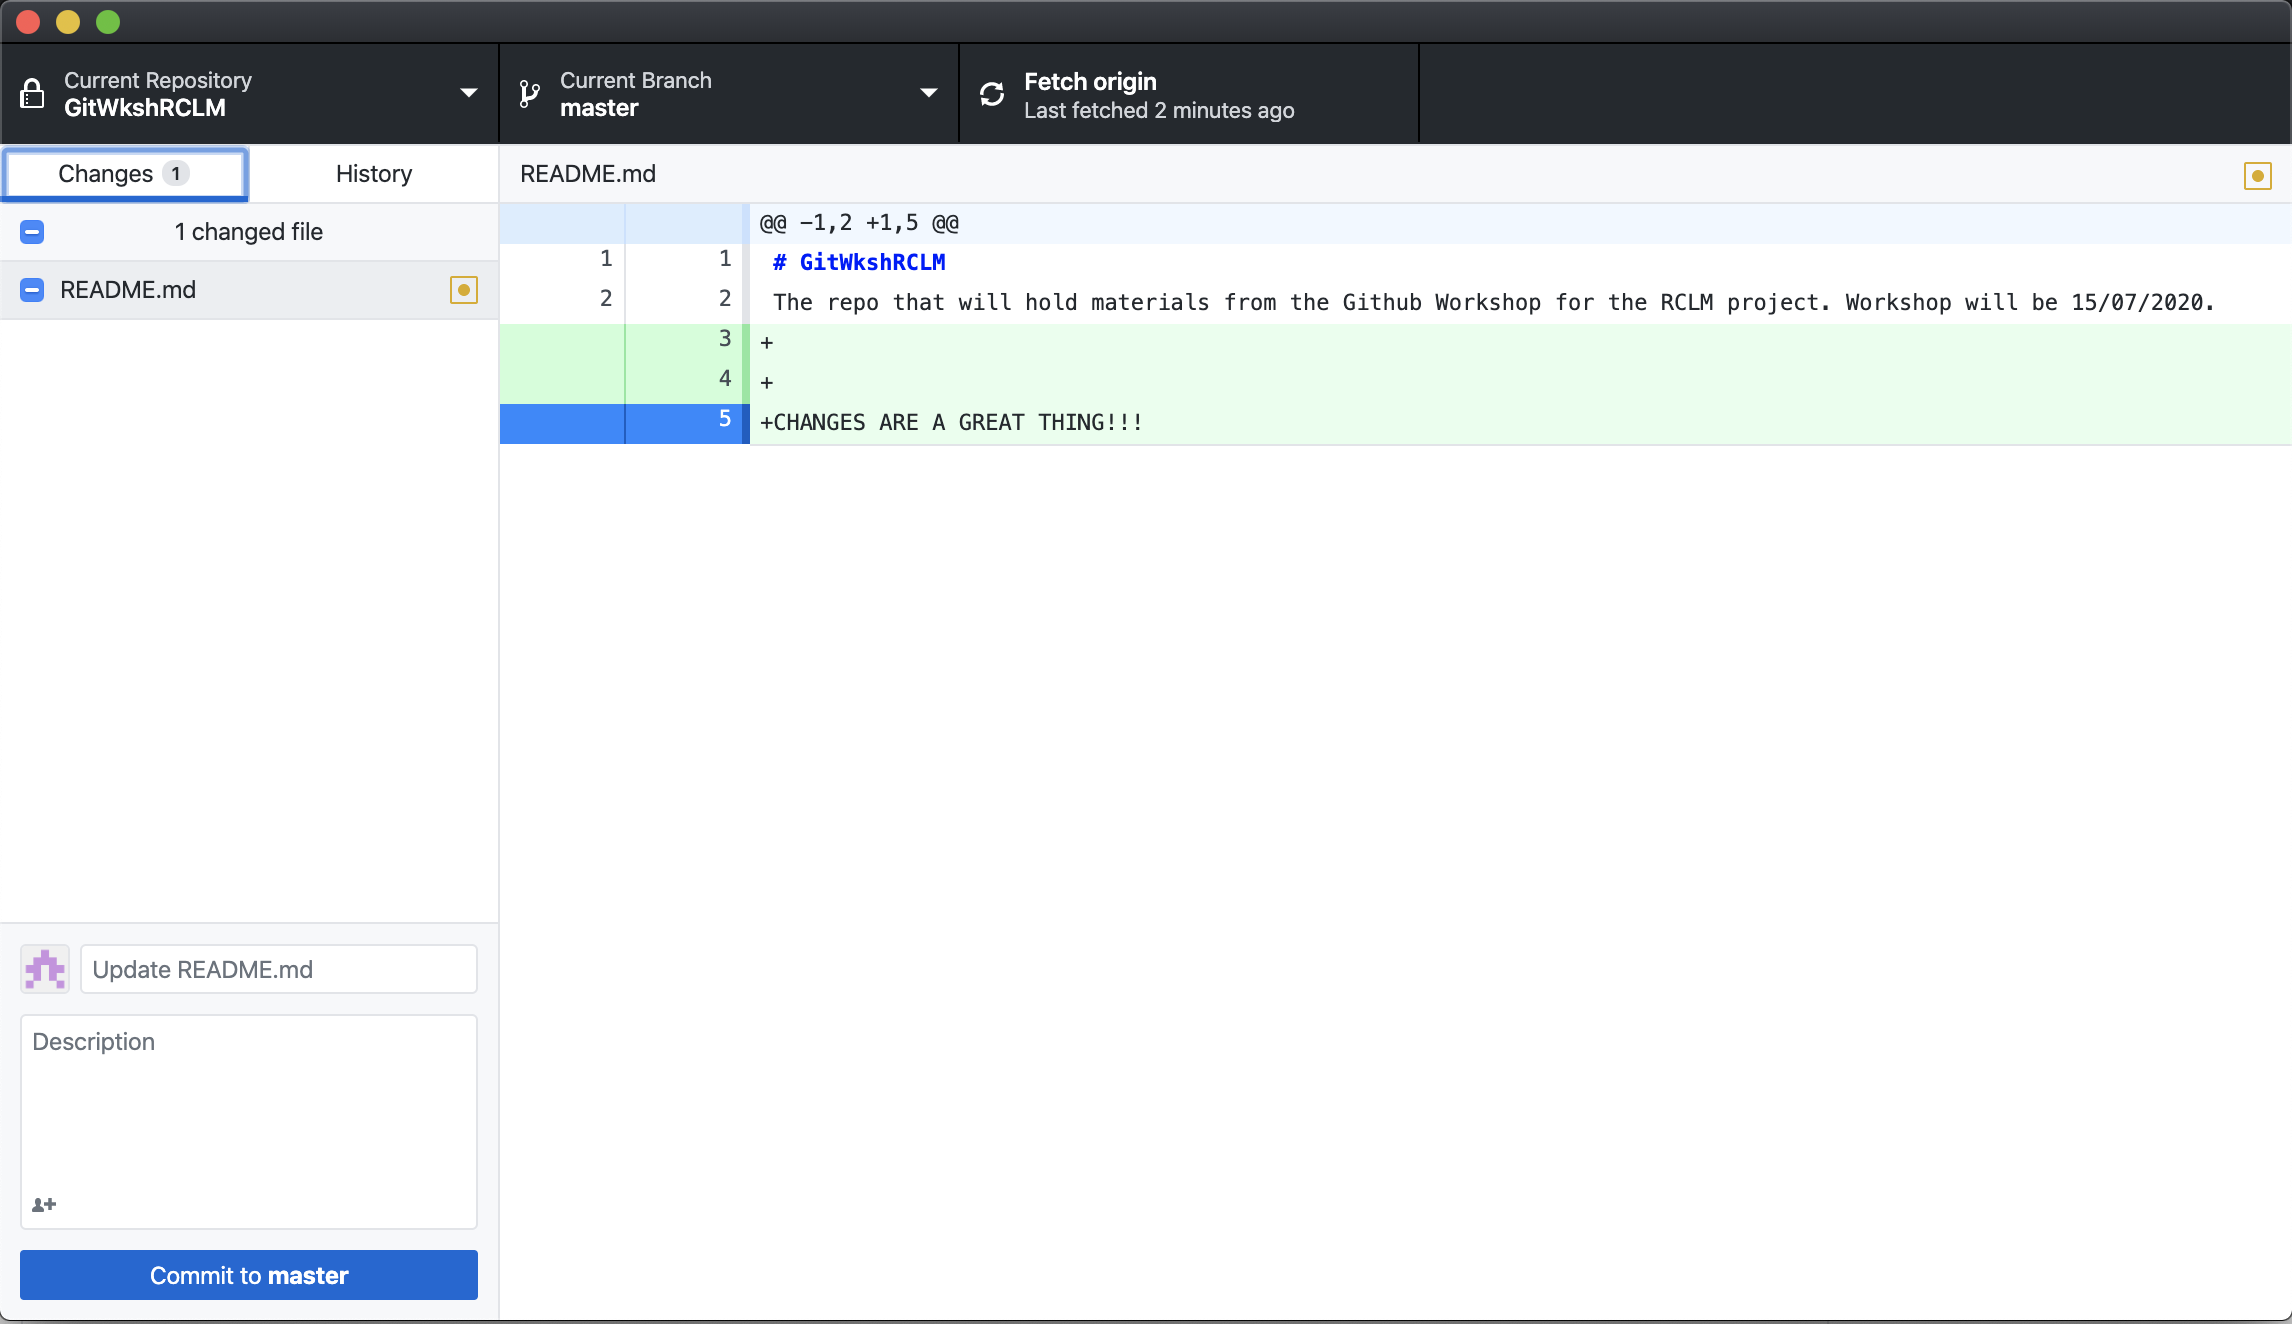 Current Repository
GitWkshRCLM
Current Branch
master
Fetch origin
Last fetched 2 minutes ago
Changes 1
History
1 changed file
README.md
README.md
@@ -1,2 +1,5 @@
1 1 # GitWkshRCLM
2 2 The repo that will hold materials from the Github Workshop for the RCLM project. Workshop will be 15/07/2020.
3 +
4 +
5 +CHANGES ARE A GREAT THING!!!
Update README.md
Description
Commit to master